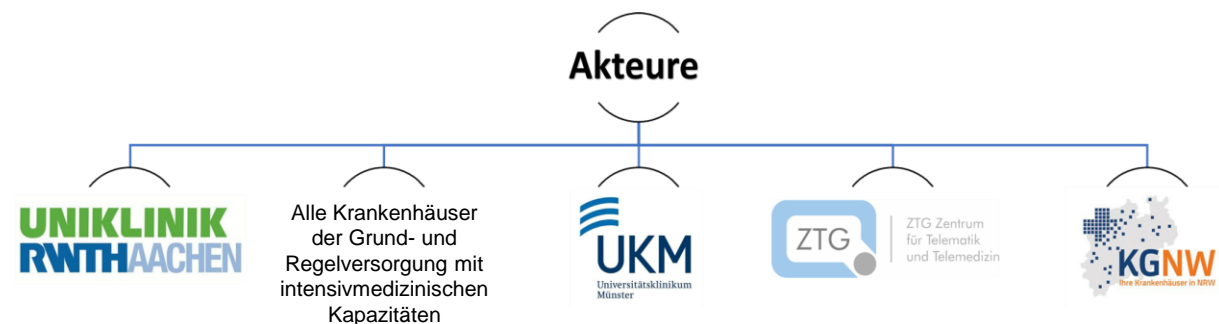 Akteure
UNIKLINIK
RWTHAACHEN
Alle Krankenhäuser
der Grund- und
Regelversorgung mit
intensivmedizinischen
Kapazitäten
UKM
Universitätsklinikum
Münster
ZTG
ZTG Zentrum
für Telematik
und Telemedizin
KGNW
Ihre Krankenhäuser in NRW